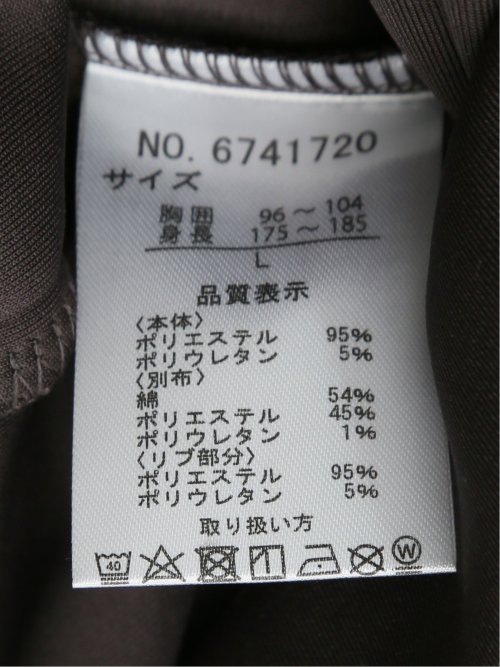 NO. 6741720
サイズ
胸囲 96～104
身長 175～185
L
品質表示
〈本体〉
ポリエステル 95%
ポリウレタン 5%
〈別布〉
綿 54%
ポリエステル 45%
ポリウレタン 1%
〈リブ部分〉
ポリエステル 95%
ポリウレタン 5%
取り扱い方
40 W